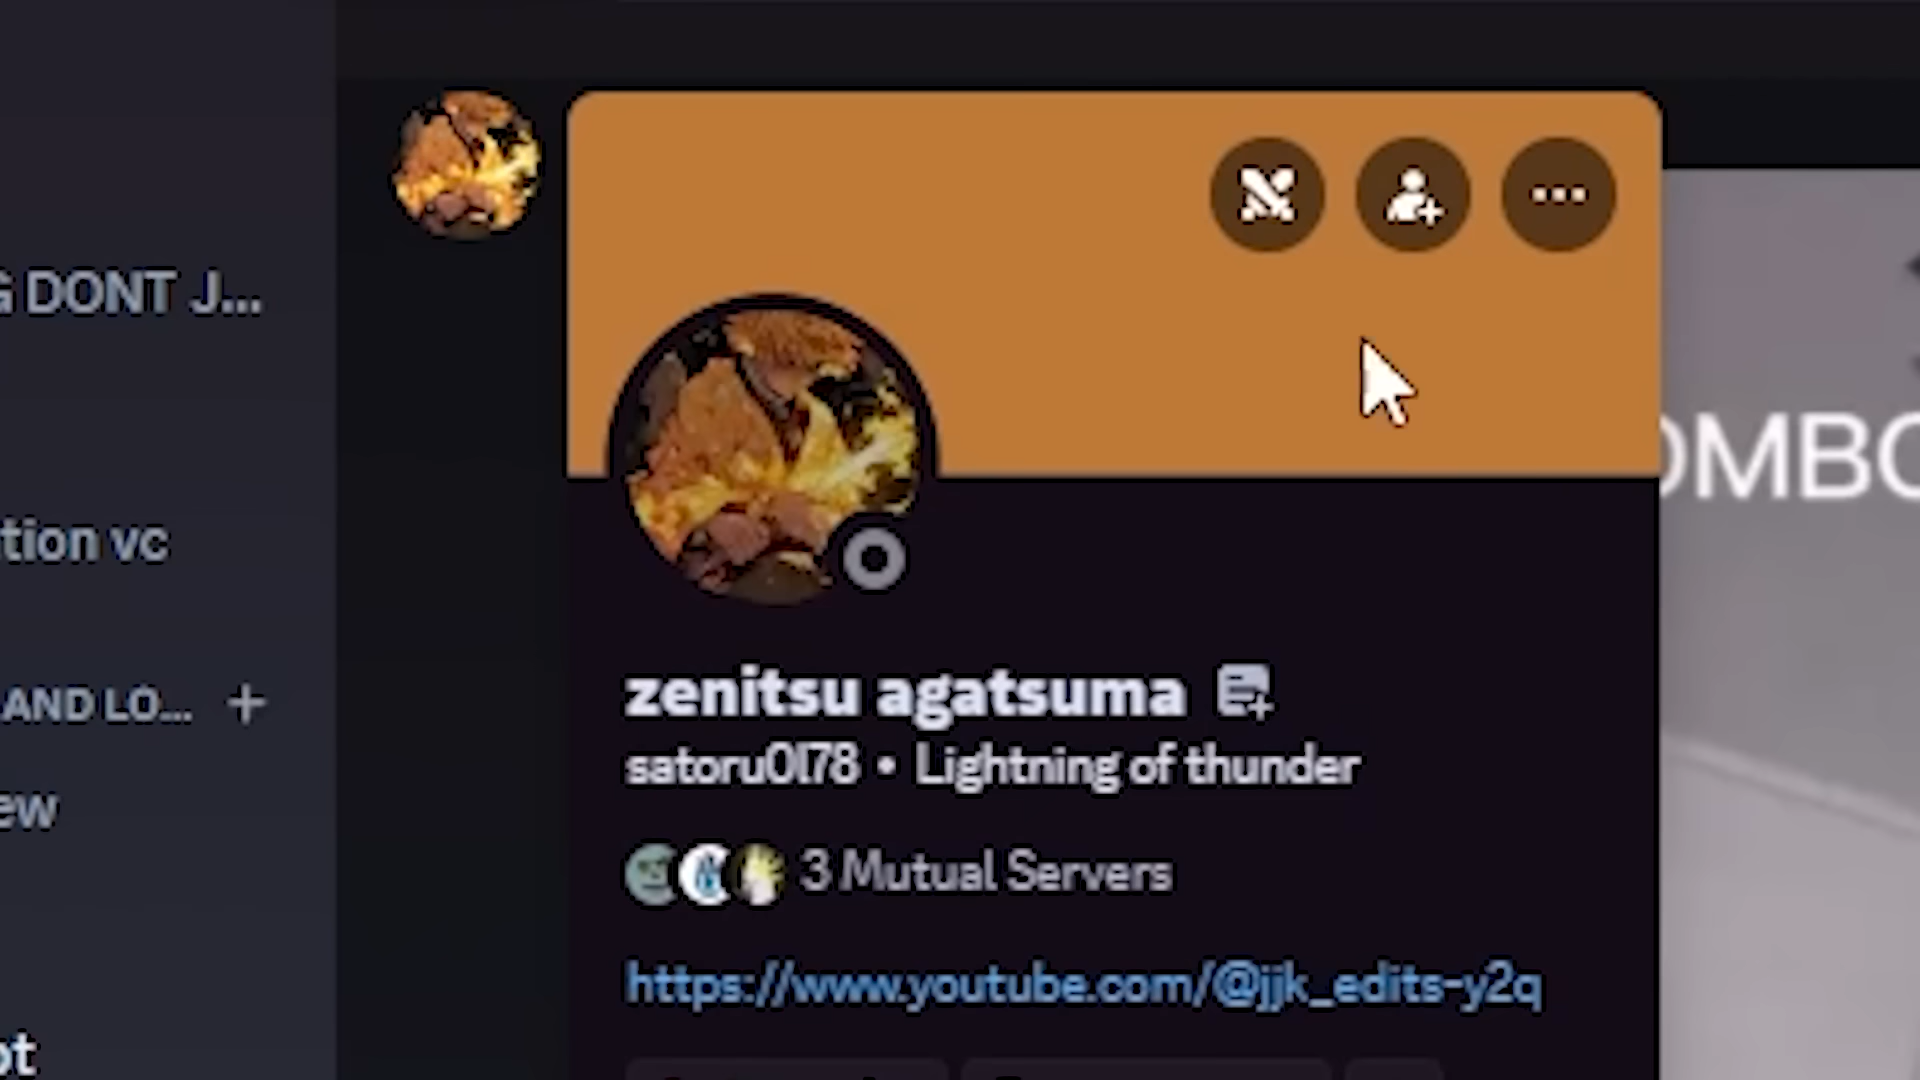 G DONT J...
OMBO
tion vc
AND LO... +
ew
ot
zenitsu agatsuma
satoru0178 • Lightning of thunder
3 Mutual Servers
https://www.youtube.com/@jjk_edits-y2q